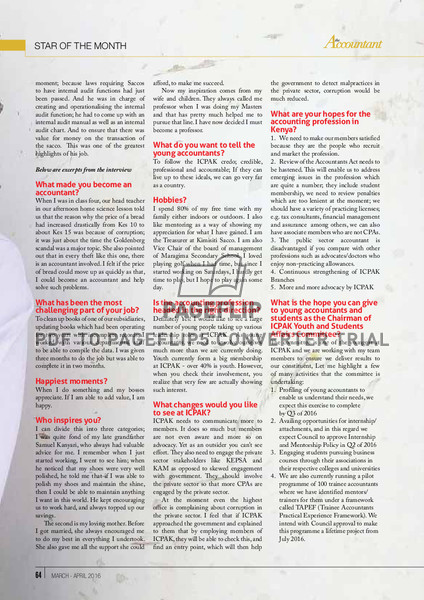 STAR OF THE MONTH
the Accountant
moment; because laws requiring Saccos
to have internal audit functions had just
been passed. And he was in charge of
creating and operationalising the internal
audit function; he had to come up with an
internal audit manual as well as an internal
audit chart. And to ensure that there was
value for money on the transaction of
the sacco. This was one of the greatest
highlights of his job.
Below are excerpts from the interview
What made you become an
accountant?
When I was in class four, our head teacher
in our afternoon home science lesson told
us that the reason why the price of a bread
had increased drastically from Kes 10 to
about Kes 15 was because of corruption;
it was just about the time the Goldenberg
scandal was a major topic. She also pointed
out that in every theft like this one, there
is an accountant involved. I felt if the price
of bread could move up as quickly as that,
I could become an accountant and help
solve such problems.
What has been the most
challenging part of your job?
To clean up books of one of our subsidiaries,
updating books which had been operating
to be able to compile the data. I was given
three months to do the job but was able to
complete it in two months.
Happiest moments?
When I do something and my bosses
appreciate. If I am able to add value, I am
happy.
Who inspires you?
I can divide this into three categories;
I was quite fond of my late grandfather
Samuel Kanyatt, who always had valuable
advice for me. I remember when I just
started working, I went to see him; when
he noticed that my shoes were very well
polished, he told me that if I was able to
polish my shoes and maintain the shine,
then I could be able to maintain anything
I want in this world. He kept encouraging
us to work hard, and always topped up our
savings.
The second is my loving mother. Before
I got married, she always encouraged me
to do my best in everything I undertook.
She also gave me all the support she could
afford, to make me succeed.
Now my inspiration comes from my
wife and children. They always called me
professor when I was doing my Masters
and that has pretty much helped me to
pursue that line. I have now decided I must
become a professor.
What do you want to tell the
young accountants?
To follow the ICPAK credo; credible,
professional and accountable; If they can
live up to these ideals, we can go very far
as a country.
Hobbies?
I spend 80% of my free time with my
family either indoors or outdoors. I also
like mentoring as a way of showing my
appreciation for what I have gained. I am
the Treasurer at Kiminini Sacco. I am also
Vice Chair of the board of management
of Marigina Secondary School. I loved
playing golf when I had time, but since I
started working on Saturdays, I hardly get
time to play, but I hope to play again some
day.
Is the accounting profession
headed in the right direction?
Definitely Yes. I would like to see a large
number of young people taking up various
much more than we are currently doing.
Youth currently form a big membership
at ICPAK - over 40% is youth. However,
when you check their involvement, you
realize that very few are actually showing
such interest.
What changes would you like
to see at ICPAK?
ICPAK needs to communicate more to
members. It does so much but members
are not even aware and more so on
advocacy. Yet an outsider you can't see
effort. They also need to engage the private
sector stakeholders like KEPSA and
KAM as opposed to skewed engagement
with government. They should involve
the private sector so that more CPAs are
engaged by the private sector.
At the moment even the highest
office is complaining about corruption in
the private sector. I feel that if ICPAK
approached the government and explained
to them that by employing members of
ICPAK, they will be able to check this, and
find an entry point, which will then help
the government to detect malpractices in
the private sector, corruption would be
much reduced.
What are your hopes for the
accounting profession in
Kenya?
1. We need to make our members satisfied
because they are the people who recruit
and market the profession.
2. Review of the Accountants Act needs to
be hastened. This will enable us to address
emerging issues in the profession which
are quite a number; they include student
membership, we need to review penalties
which are too lenient at the moment; we
should have a variety of practicing licenses;
e.g. tax consultants, financial management
and assurance among others, we can also
have associate members who are non CPAs.
3. The public sector accountant is
disadvantaged if you compare with other
professions such as advocates/doctors who
enjoy non-practicing allowances.
4. Continuous strengthening of ICPAK
Branches
5. More and more advocacy by ICPAK
What is the hope you can give
to young accountants and
students as the Chairman of
ICPAK Youth and Students
Affairs Committee?
ICPAK and we are working with my team
members to ensure we deliver results to
our constituent. Let me highlight a few
of many activities that the committee is
undertaking:
1. Profiling of young accountants to
enable us understand their needs, we
expect this exercise to complete
by Q3 of 2016
2. Availing opportunities for internship/
attachments, and in this regard we
expect Council to approve Internship
and Mentorship Policy in Q2 of 2016
3. Engaging students pursuing business
courses through their associations in
their respective colleges and universities
4. We are also currently running a pilot
programme of 100 trainee accountants
where we have identified mentors/
trainers for them under a framework
called TAPEF (Trainee Accountants
Practical Experience Framework). We
intend with Council approval to make
this programme a lifetime project from
July 2016.
PAGEFLIP
PDF TO PAGEFLIPS CONVERTER TRIAL
64 MARCH - APRIL 2016